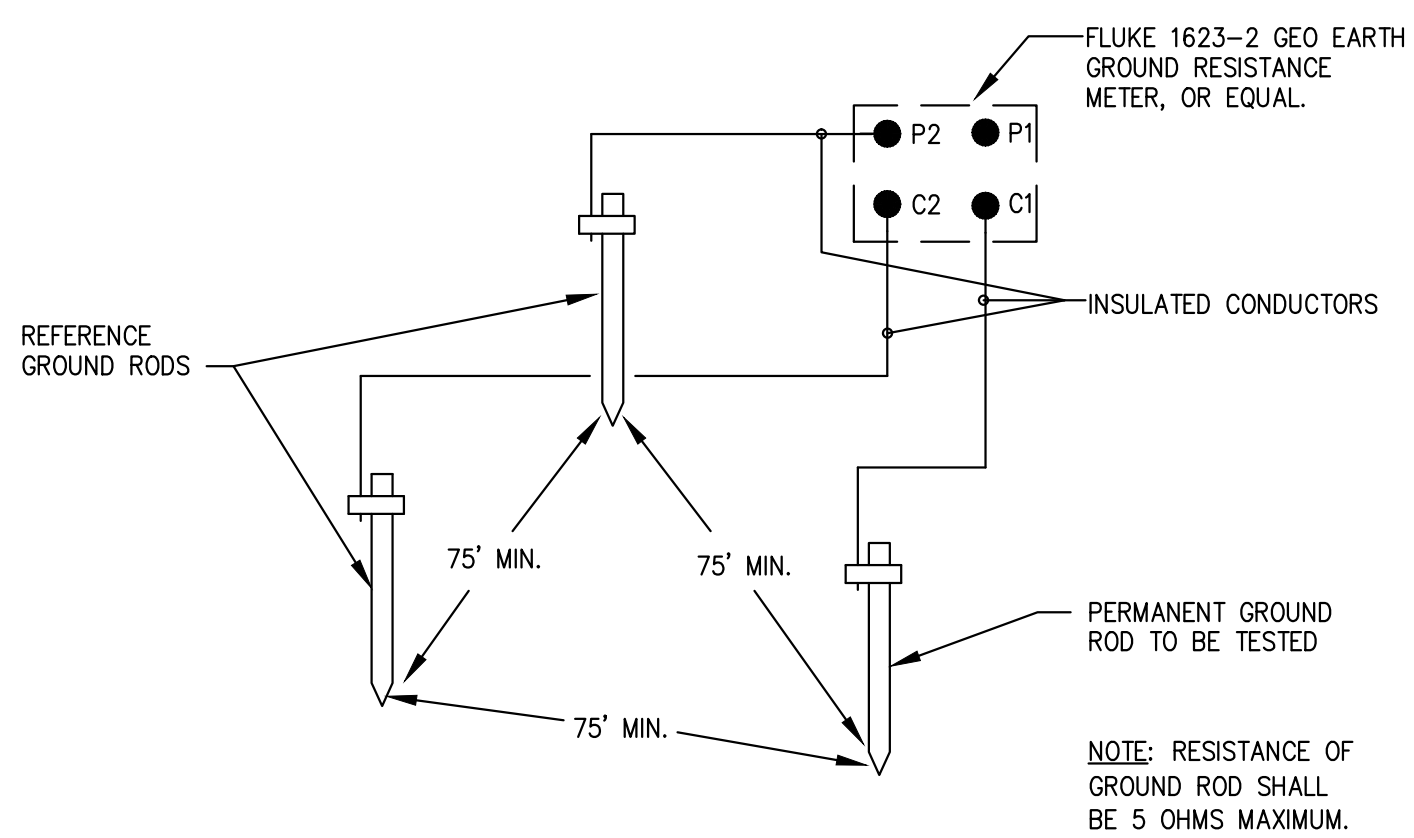 FLUKE 1623-2 GEO EARTH
GROUND RESISTANCE
METER, OR EQUAL.
P2
P1
C2
C1
INSULATED CONDUCTORS
REFERENCE
GROUND RODS
75' MIN.
75' MIN.
PERMANENT GROUND
ROD TO BE TESTED
75' MIN.
NOTE: RESISTANCE OF
GROUND ROD SHALL
BE 5 OHMS MAXIMUM.